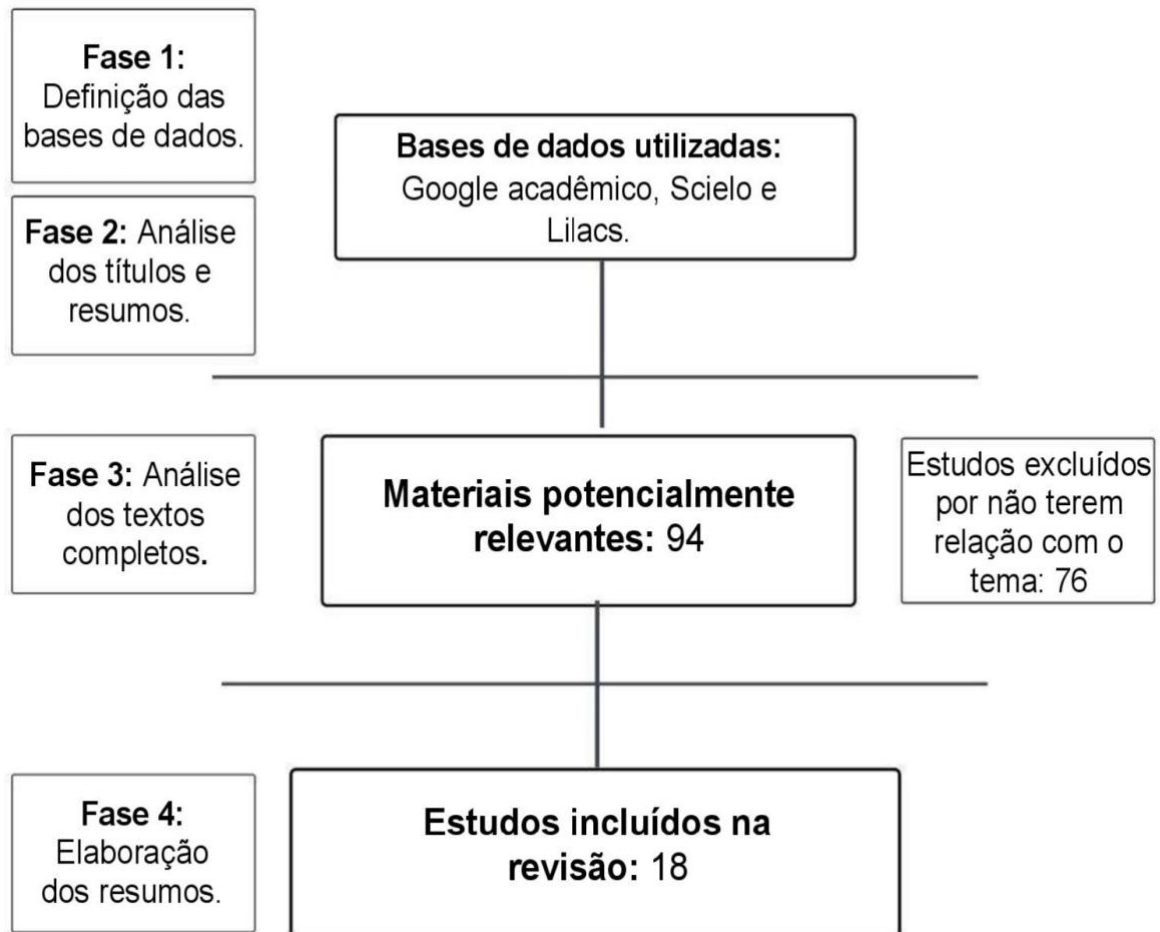 Fase 1:
Definição das
bases de dados.
Bases de dados utilizadas:
Google acadêmico, Scielo e
Lilacs.
Fase 2: Análise
dos títulos e
resumos.
Fase 3: Análise
dos textos
completos.
Materiais potencialmente
relevantes: 94
Estudos excluídos
por não terem
relação com o
tema: 76
Fase 4:
Elaboração
dos resumos.
Estudos incluídos na
revisão: 18